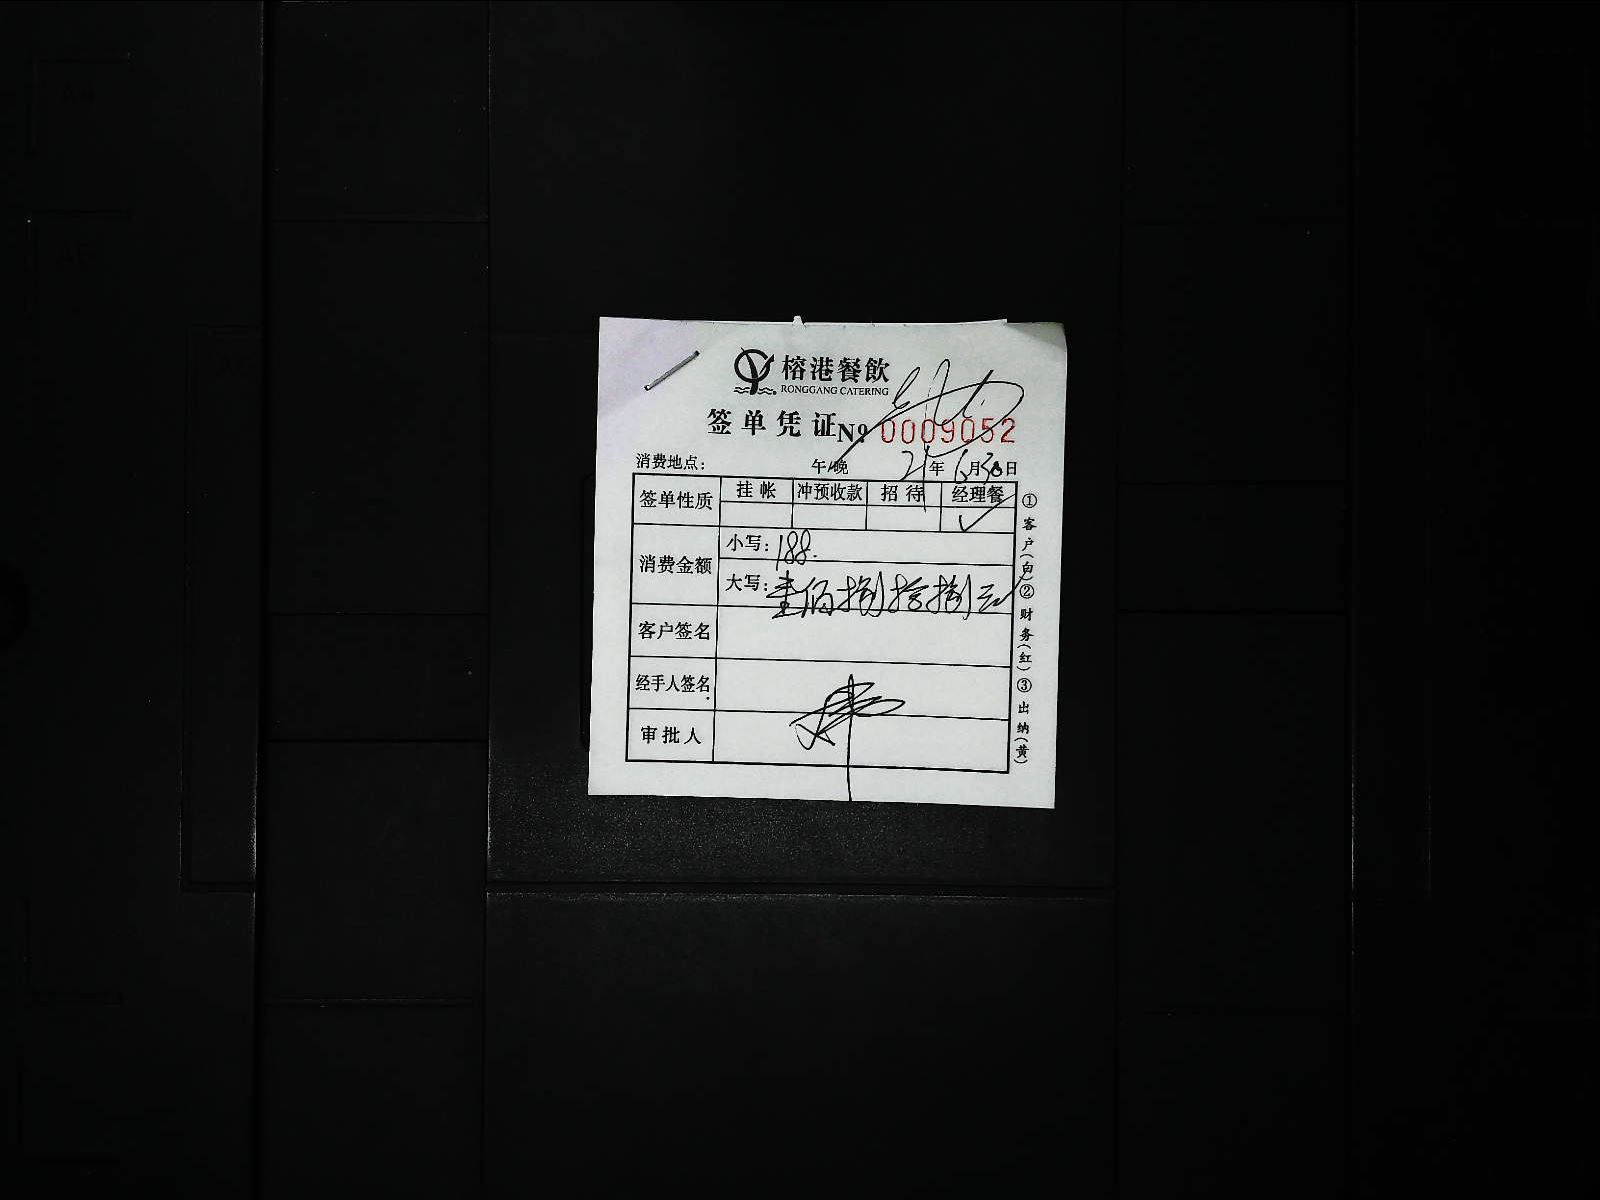 榕港餐飲
RONGGANG CATERING
签单凭证 № 0009052
消费地点： 午/晚 21年6月30日
签单性质 挂帐 冲预收款 招待 经理餐
✓
消费金额 小写：188.
大写：壹佰捌拾捌元
客户签名
经手人签名
审批人
①客户（白）②财务（红）③出纳（黄）